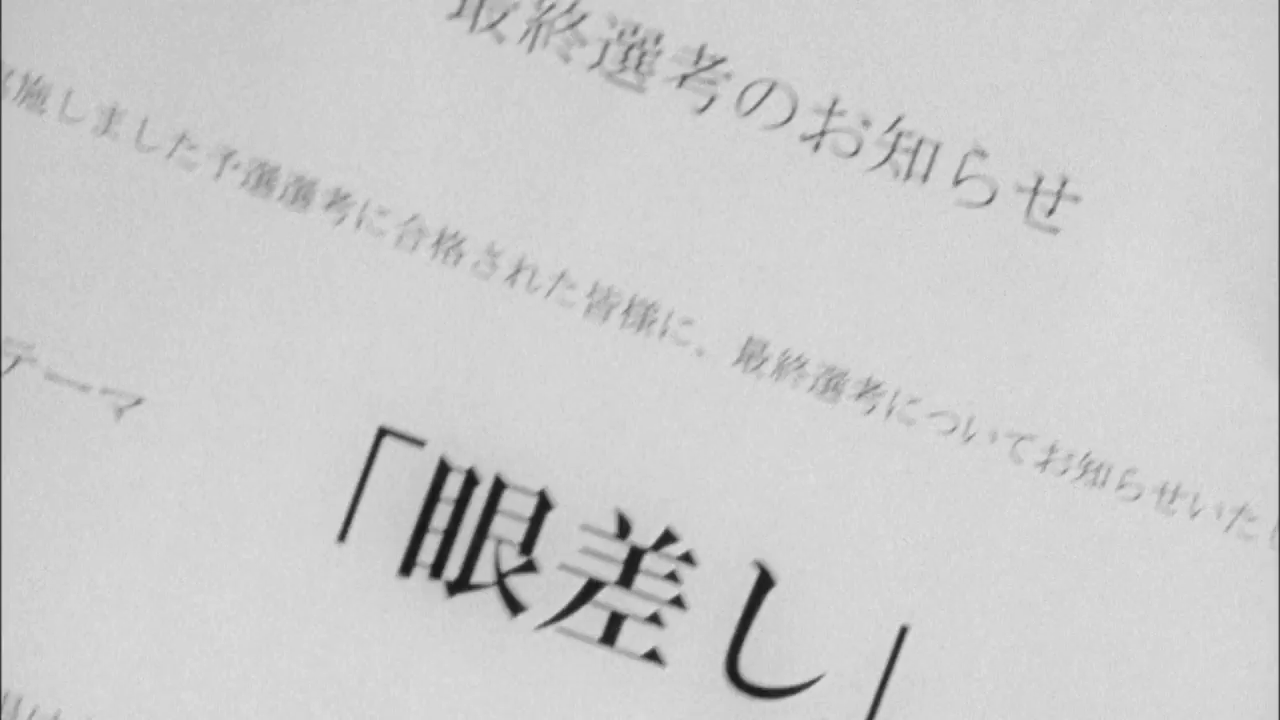 最終選考のお知らせ
施しました予選選考に合格された皆様に、最終選考についてお知らせいた
テーマ
「眼差し」